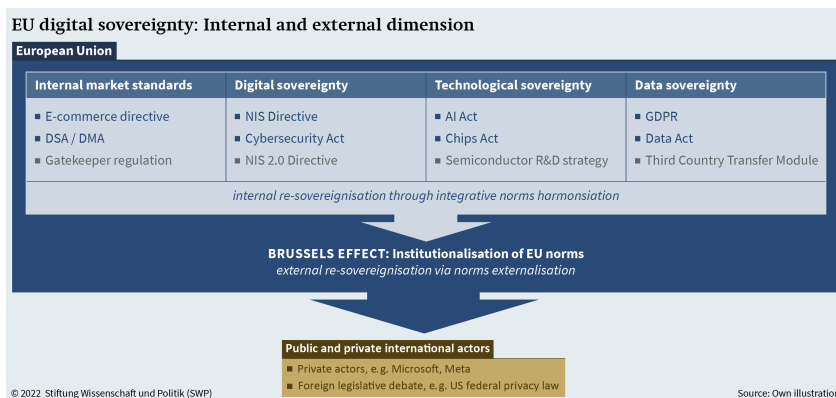 EU digital sovereignty: Internal and external dimension
European Union
Internal market standards
E-commerce directive
DSA / DMA
Gatekeeper regulation
Digital sovereignty
NIS Directive
Cybersecurity Act
NIS 2.0 Directive
Technological sovereignty
AI Act
Chips Act
Semiconductor R&D strategy
Data sovereignty
GDPR
Data Act
Third Country Transfer Module
internal re-sovereignisation through integrative norms harmonsiation
BRUSSELS EFFECT: Institutionalisation of EU norms
external re-sovereignisation via norms externalisation
Public and private international actors
Private actors, e.g. Microsoft, Meta
Foreign legislative debate, e.g. US federal privacy law
© 2022 Stiftung Wissenschaft und Politik (SWP)
Source: Own illustration